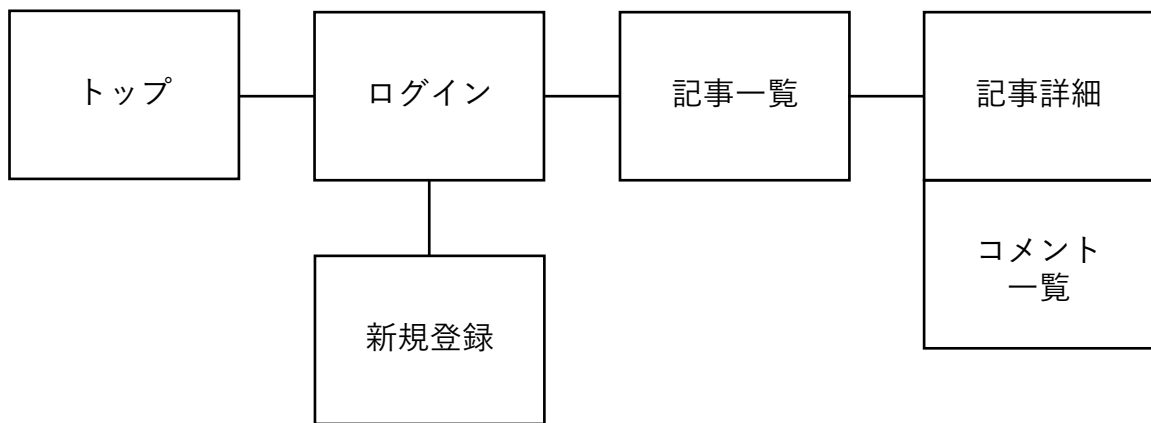 トップ
ログイン
記事一覧
記事詳細
コメント
一覧
新規登録